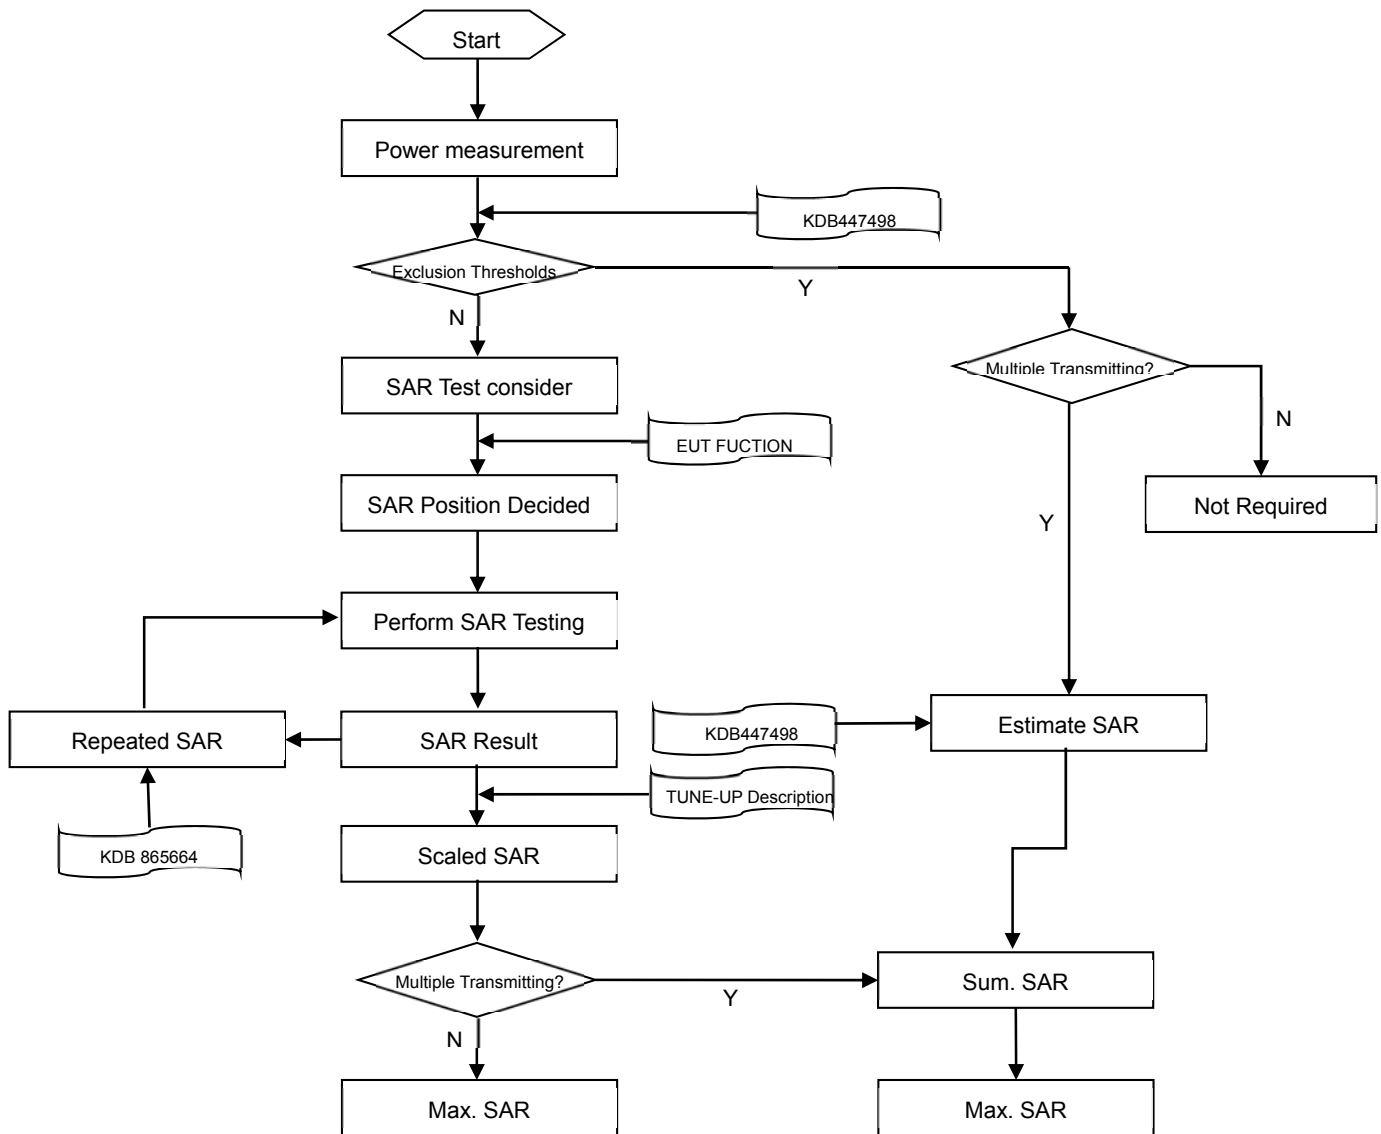 Start
Power measurement
KDB447498
Exclusion Thresholds
Y
N
Multiple Transmitting?
SAR Test consider
N
EUT FUCTION
SAR Position Decided
Not Required
Y
Perform SAR Testing
Repeated SAR
SAR Result
KDB447498
Estimate SAR
TUNE-UP Description
KDB 865664
Scaled SAR
Multiple Transmitting?
Y
Sum. SAR
N
Max. SAR
Max. SAR